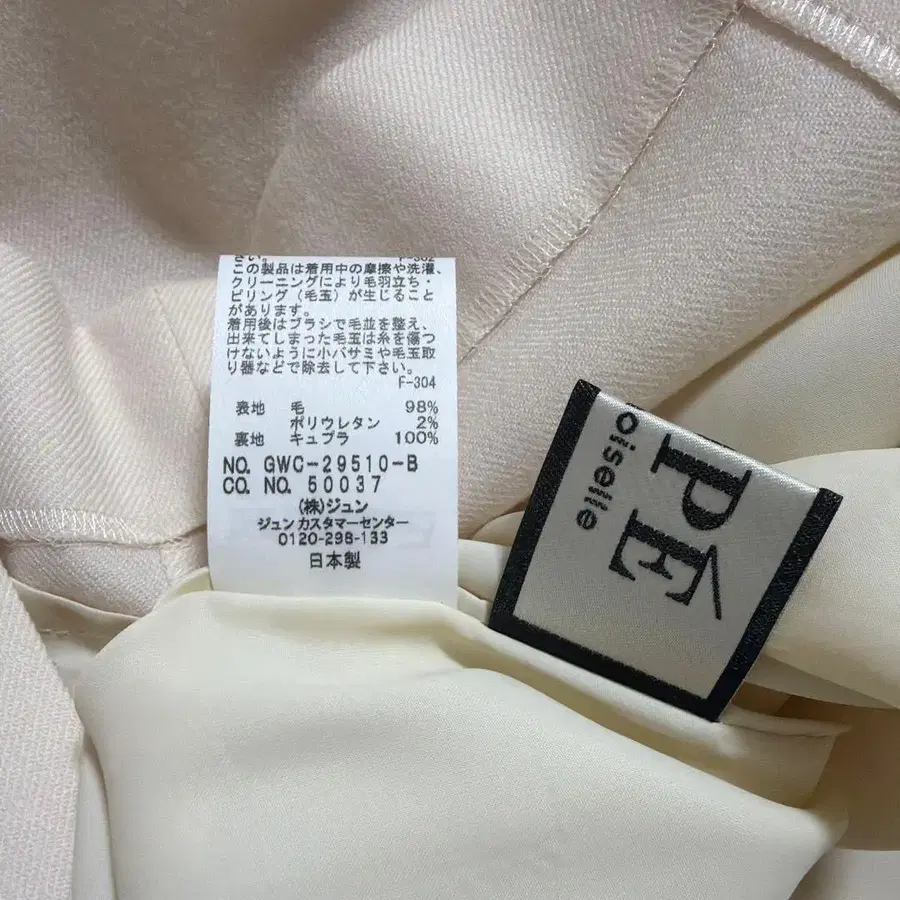 さい。 F-302
この製品は着用中の摩擦や洗濯、
クリーニングにより毛羽立ち・
ピリング（毛玉）が生じること
があります。
着用後はブラシで毛並を整え、
出来てしまった毛玉は糸を傷つ
けないように小バサミや毛玉取
り器などで除去して下さい。
F-304
表地 毛 98%
ポリウレタン 2%
裏地 キュプラ 100%
NO. GWC-29510-B
CO. NO. 50037
(株)ジュン
ジュン カスタマーセンター
0120-298-133
日本製
PÉ
oiselle